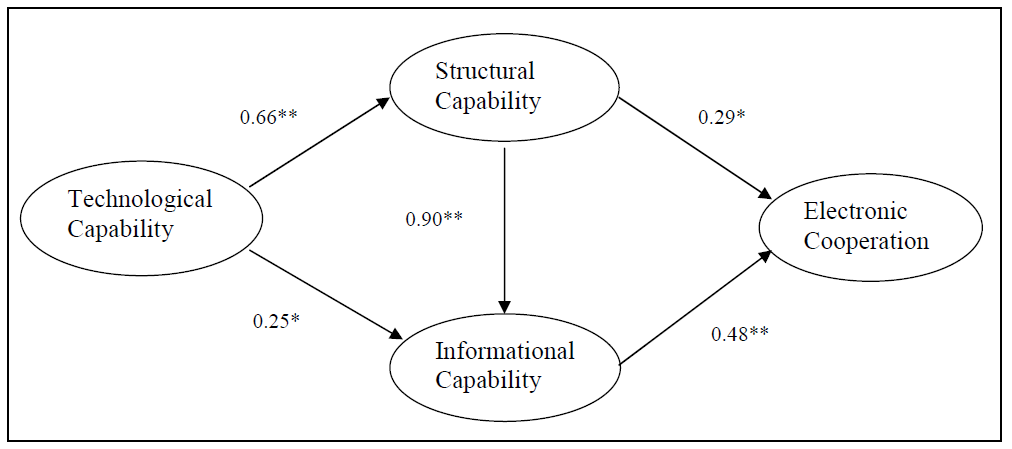 Structural
Capability
0.66**
0.29*
Technological
Capability
0.90**
Electronic
Cooperation
0.25*
Informational
Capability
0.48**